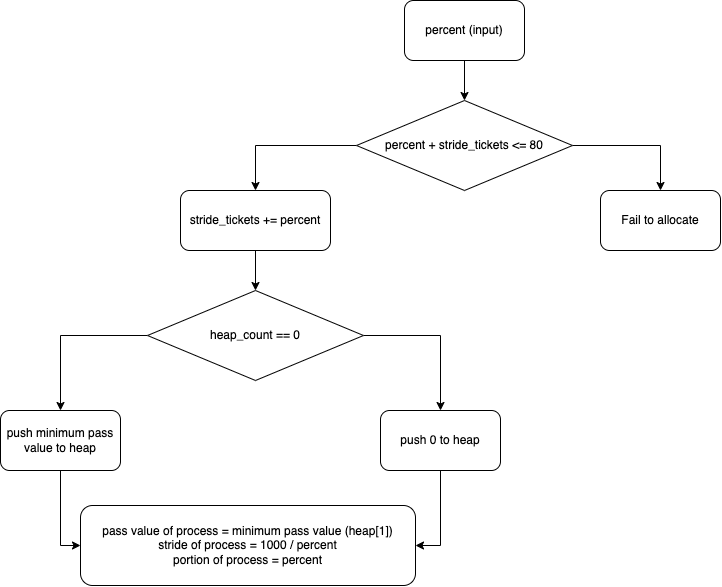 percent (input)
percent + stride_tickets <= 80
stride_tickets += percent
Fail to allocate
heap_count == 0
push minimum pass
value to heap
push 0 to heap
pass value of process = minimum pass value (heap[1])
stride of process = 1000 / percent
portion of process = percent